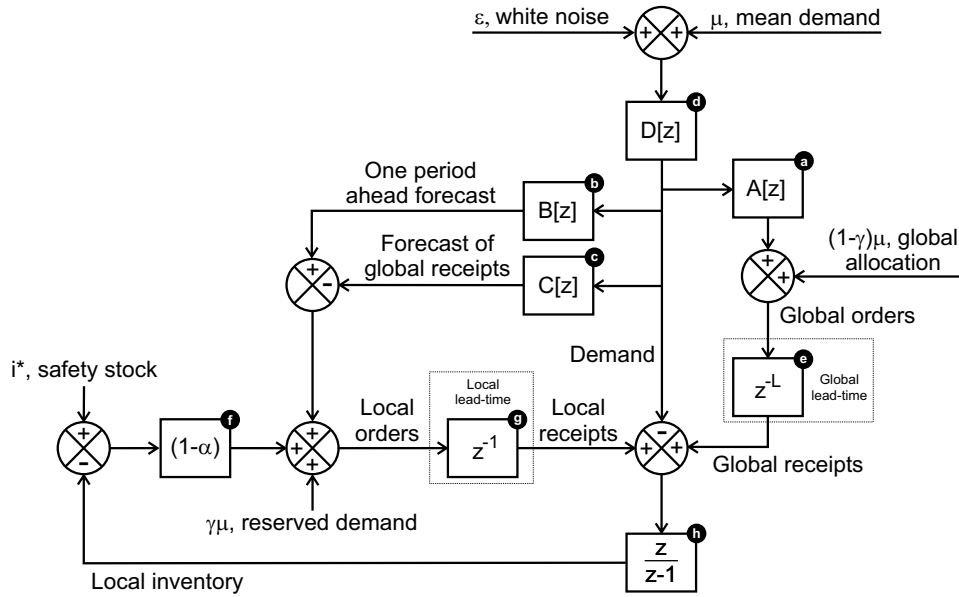 ε, white noise
+ +
μ, mean demand
d
D[z]
a
A[z]
One period
ahead forecast
b
B[z]
Forecast of
global receipts
c
C[z]
+
-
(1-γ)μ, global
allocation
+
+
Global orders
Demand
e
z-L
Global
lead-time
i*, safety stock
+
-
f
(1-α)
+ +
+
Local
orders
Local
lead-time
g
z-1
Local
receipts
-
+ +
Global receipts
γμ, reserved demand
h
z
z-1
Local inventory